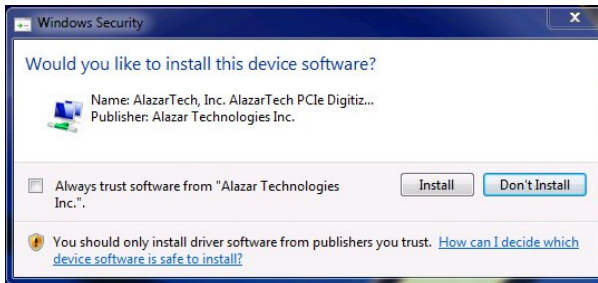 Windows Security
Would you like to install this device software?
Name: AlazarTech, Inc. AlazarTech PCIe Digitiz...
Publisher: Alazar Technologies Inc.
Always trust software from "Alazar Technologies
Inc.".
Install
Don't Install
You should only install driver software from publishers you trust. How can I decide which
device software is safe to install?